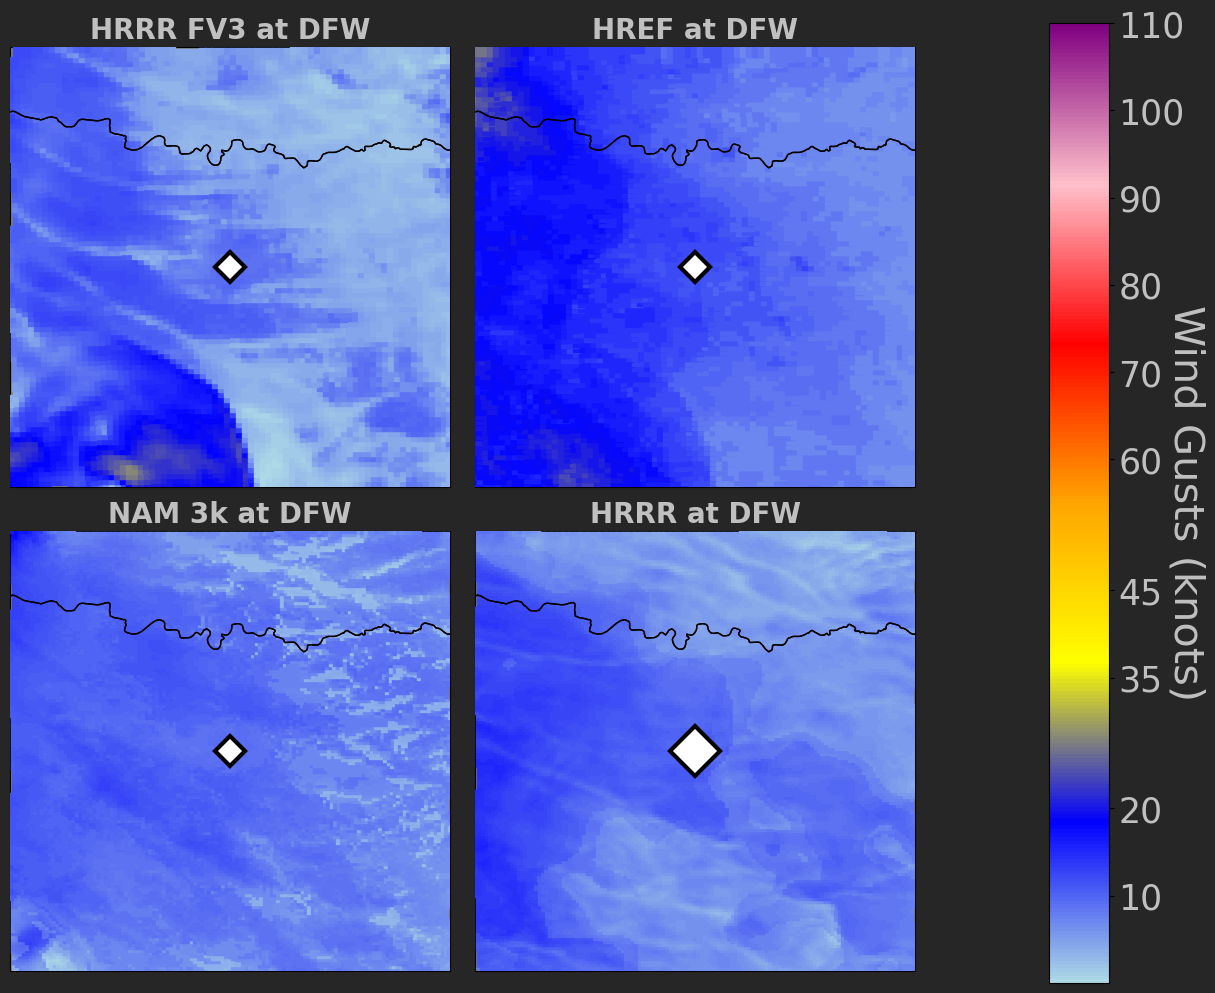 HRRR FV3 at DFW
HREF at DFW
NAM 3k at DFW
HRRR at DFW
110
100
90
80
70
60
45
35
20
10
Wind Gusts (knots)